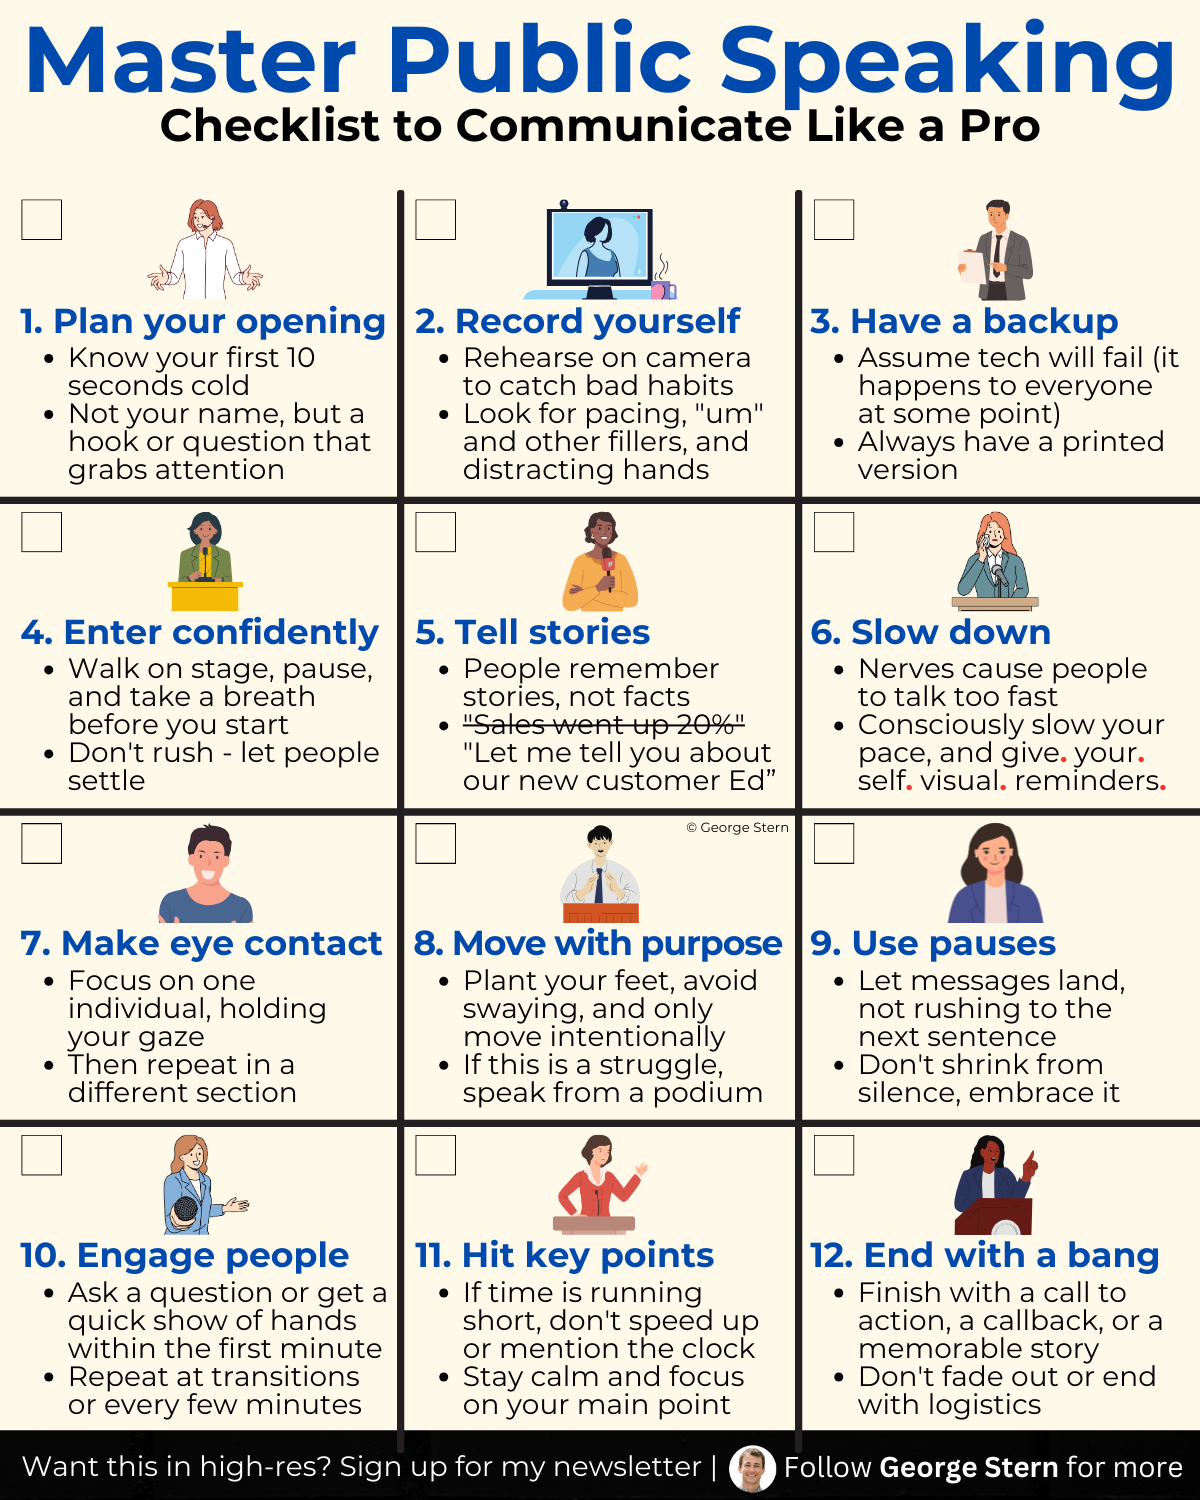 Master Public Speaking
Checklist to Communicate Like a Pro
1. Plan your opening
• Know your first 10
seconds cold
• Not your name, but a
hook or question that
grabs attention
2. Record yourself
• Rehearse on camera
to catch bad habits
• Look for pacing, "um"
and other fillers, and
distracting hands
3. Have a backup
• Assume tech will fail (it
happens to everyone
at some point)
• Always have a printed
version
4. Enter confidently
• Walk on stage, pause,
and take a breath
before you start
• Don't rush - let people
settle
5. Tell stories
• People remember
stories, not facts
• "Sales went up 20%"
"Let me tell you about
our new customer Ed”
6. Slow down
• Nerves cause people
to talk too fast
• Consciously slow your
pace, and give. your.
self. visual. reminders.
7. Make eye contact
• Focus on one
individual, holding
your gaze
• Then repeat in a
different section
© George Stern
8. Move with purpose
• Plant your feet, avoid
swaying, and only
move intentionally
• If this is a struggle,
speak from a podium
9. Use pauses
• Let messages land,
not rushing to the
next sentence
• Don't shrink from
silence, embrace it
10. Engage people
• Ask a question or get a
quick show of hands
within the first minute
• Repeat at transitions
or every few minutes
11. Hit key points
• If time is running
short, don't speed up
or mention the clock
• Stay calm and focus
on your main point
12. End with a bang
• Finish with a call to
action, a callback, or a
memorable story
• Don't fade out or end
with logistics
Want this in high-res? Sign up for my newsletter | Follow George Stern for more